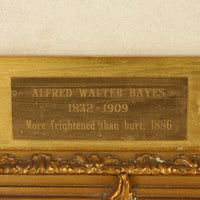 ALFRED WALTER BAYES
1832-1909
More frightened than hurt, 1886